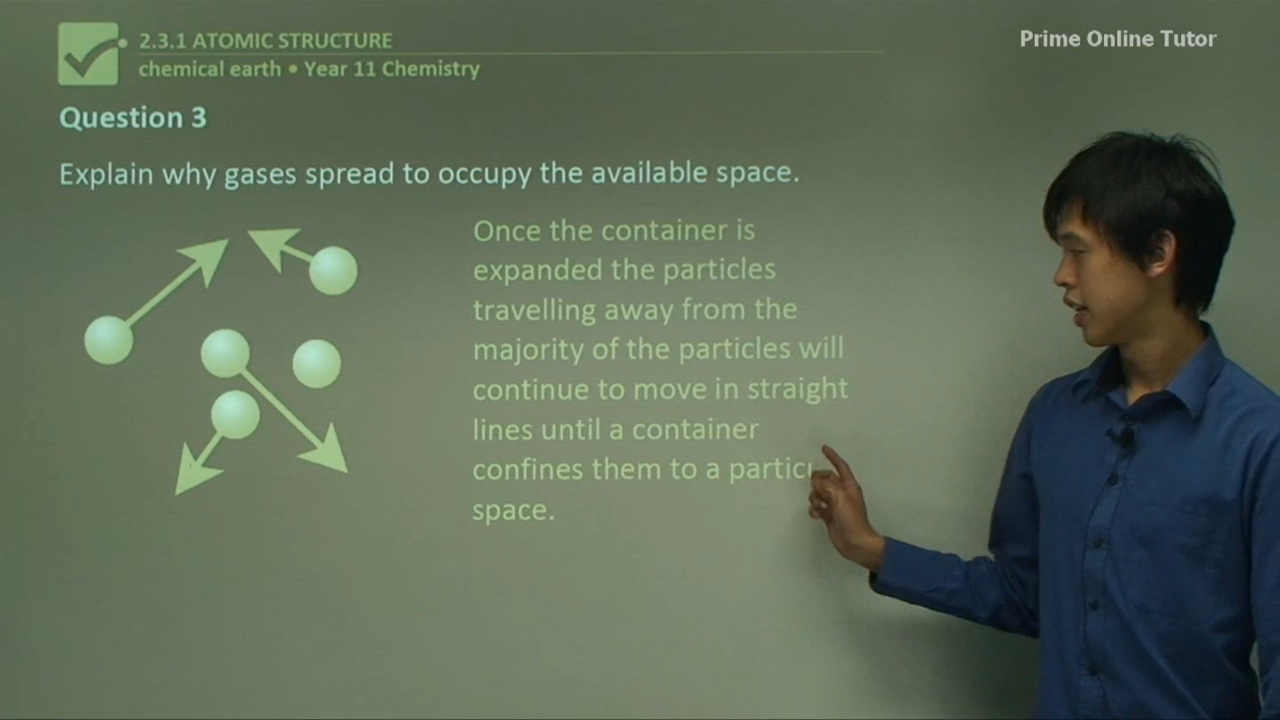 2.3.1 ATOMIC STRUCTURE
chemical earth • Year 11 Chemistry
Prime Online Tutor
Question 3
Explain why gases spread to occupy the available space.
Once the container is
expanded the particles
travelling away from the
majority of the particles will
continue to move in straight
lines until a container
confines them to a
space.